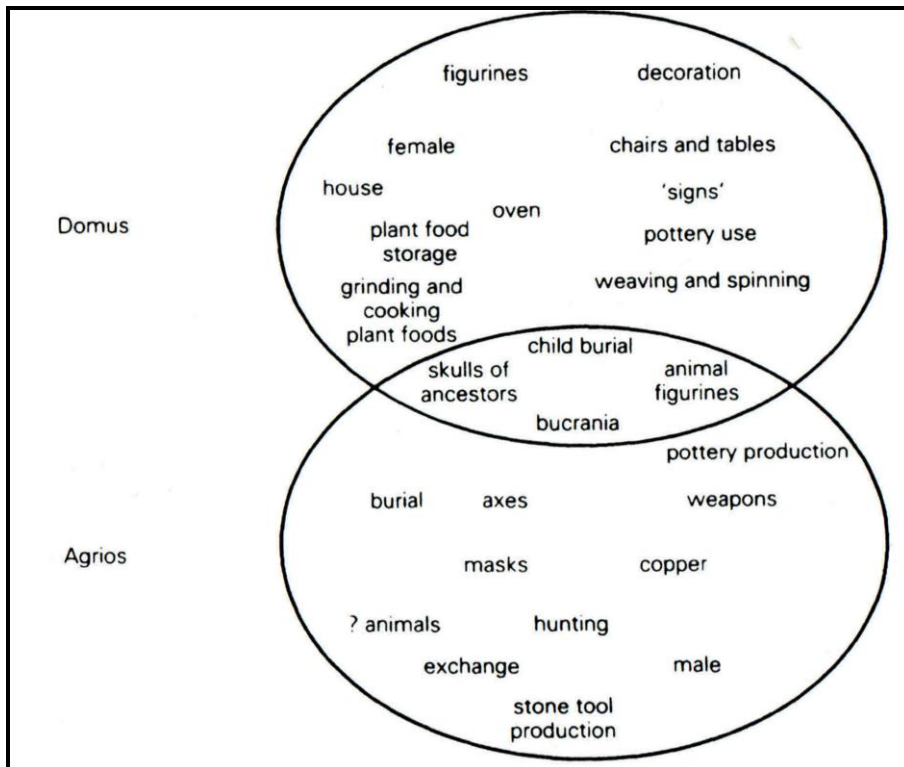 figurines
decoration
female
chairs and tables
house
'signs'
oven
Domus
plant food
storage
pottery use
grinding and
cooking
plant foods
weaving and spinning
child burial
skulls of
ancestors
animal
figurines
bucrania
pottery production
burial
axes
weapons
Agrios
masks
copper
? animals
hunting
exchange
male
stone tool
production